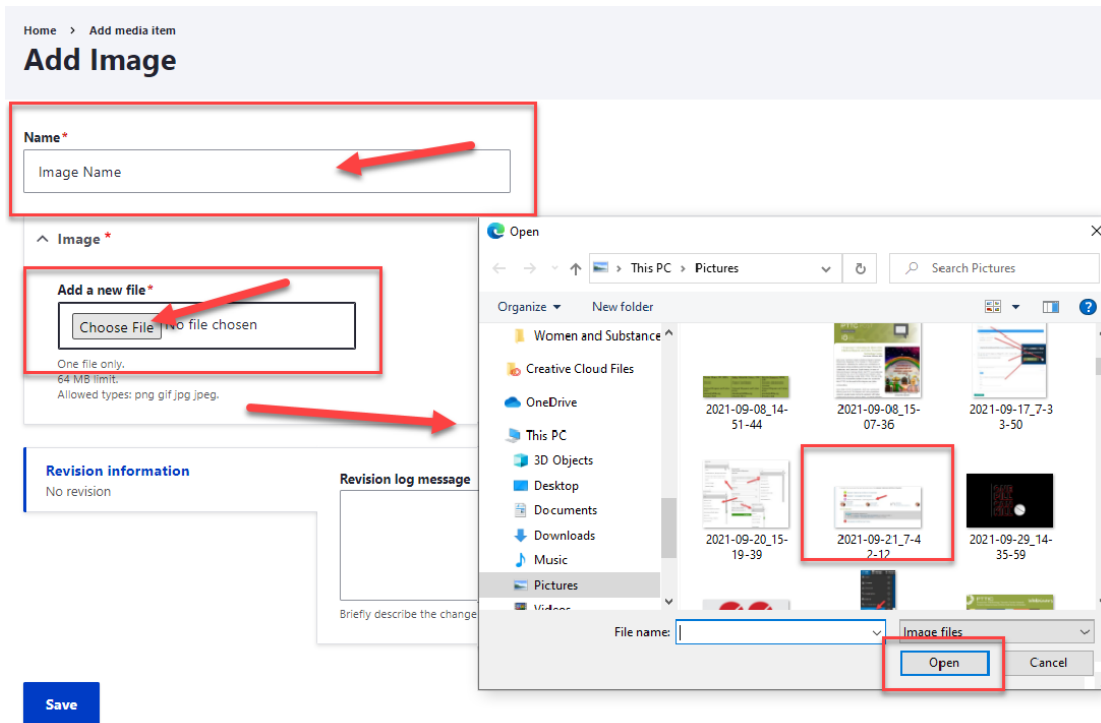 Home > Add media item
Add Image
Name*
Image Name
Image *
Add a new file*
Choose File No file chosen
One file only.
64 MB limit.
Allowed types: png gif jpg jpeg.
Revision information
No revision
Revision log message
Briefly describe the change
Save
Open
This PC > Pictures
Search Pictures
Organize
New folder
Women and Substance
Creative Cloud Files
OneDrive
This PC
3D Objects
Desktop
Documents
Downloads
Music
Pictures
Videos
2021-09-08_14-
51-44
2021-09-08_15-
07-36
2021-09-17_7-3
3-50
2021-09-20_15-
19-39
2021-09-21_7-4
2-12
2021-09-29_14-
35-59
File name:
Image files
Open
Cancel